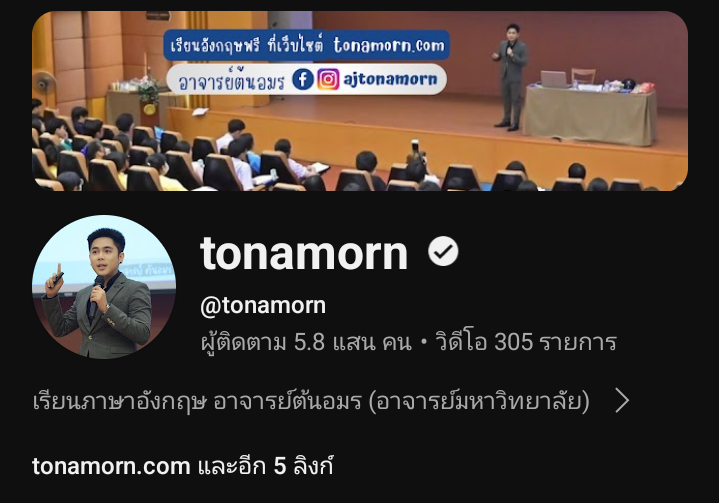 เรียนอังกฤษฟรี ที่เว็บไซต์ tonamorn.com
อาจารย์ต้นอมร ajtonamorn
tonamorn
@tonamorn
ผู้ติดตาม 5.8 แสน คน • วิดีโอ 305 รายการ
เรียนภาษาอังกฤษ อาจารย์ต้นอมร (อาจารย์มหาวิทยาลัย)
tonamorn.com และอีก 5 ลิงก์